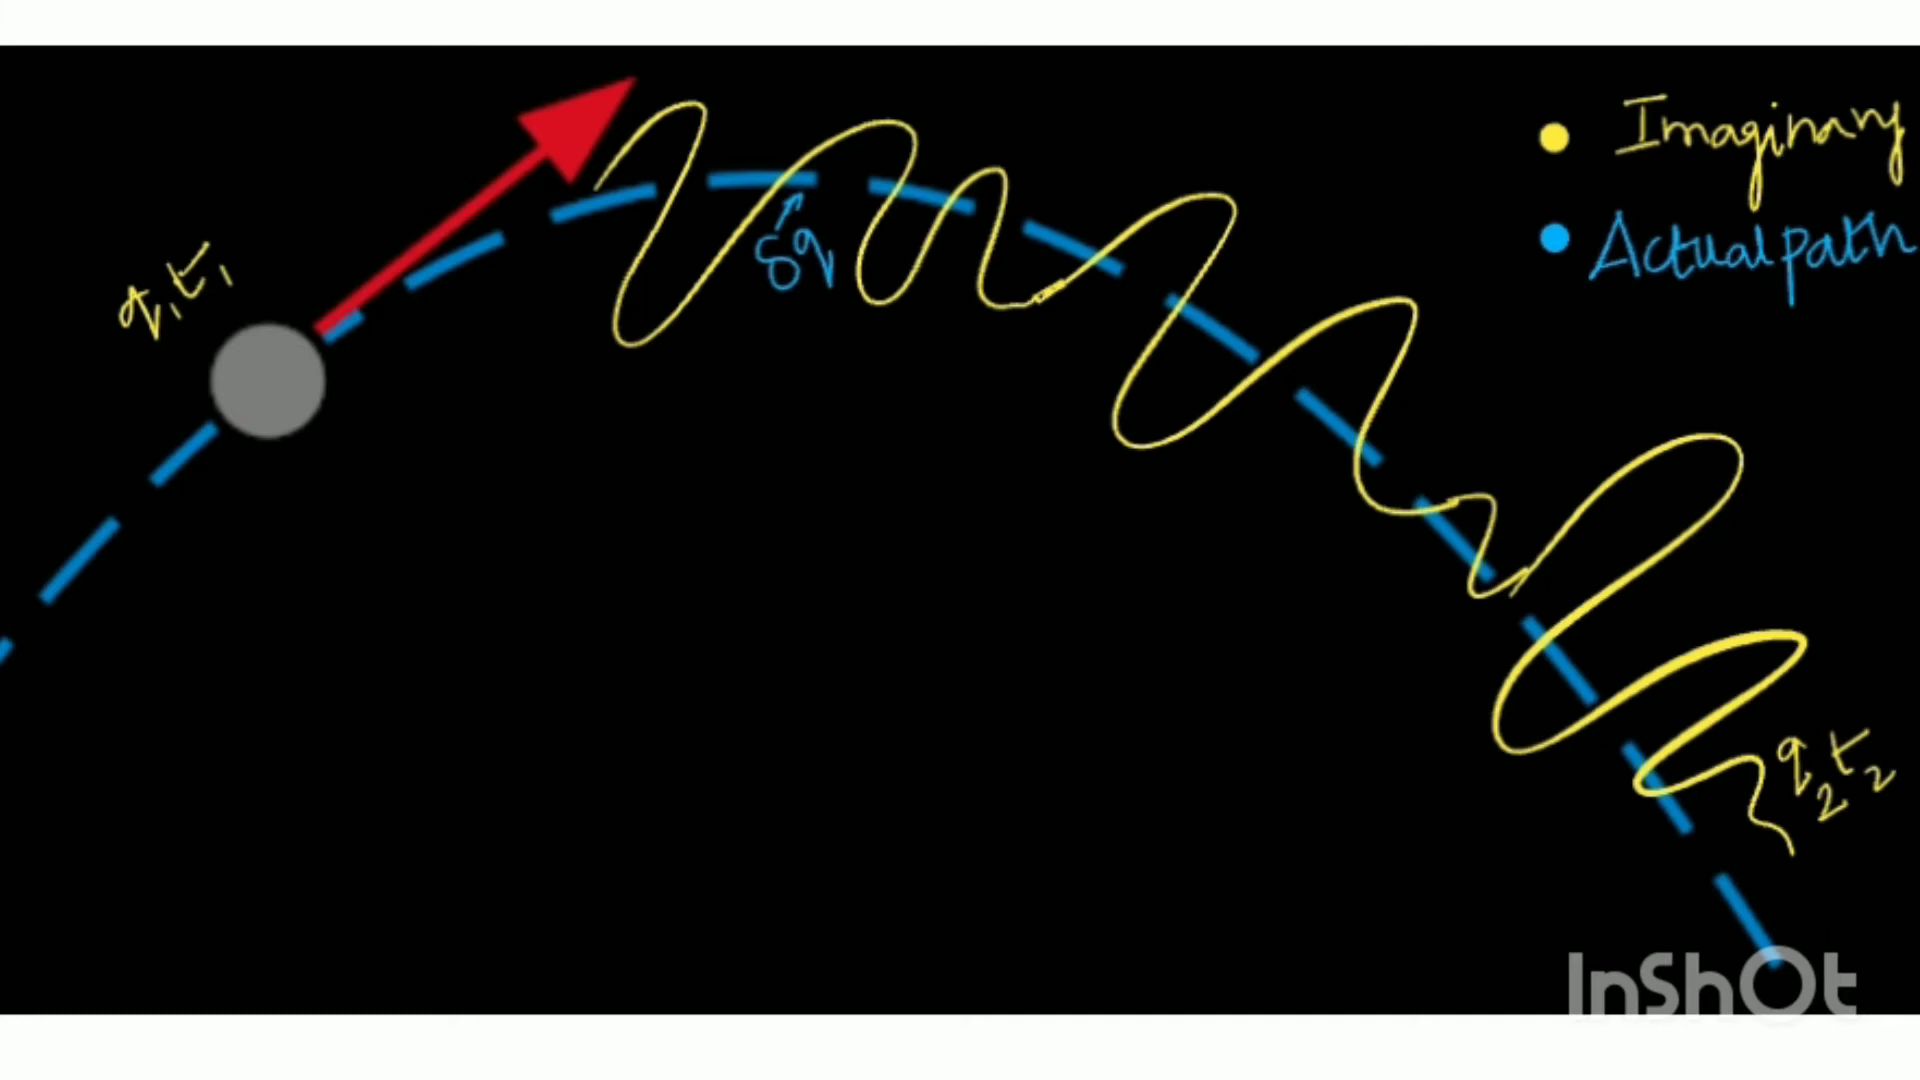 Imaginary
Actual path
q₁t₁
δq
q₂t₂
InShOt